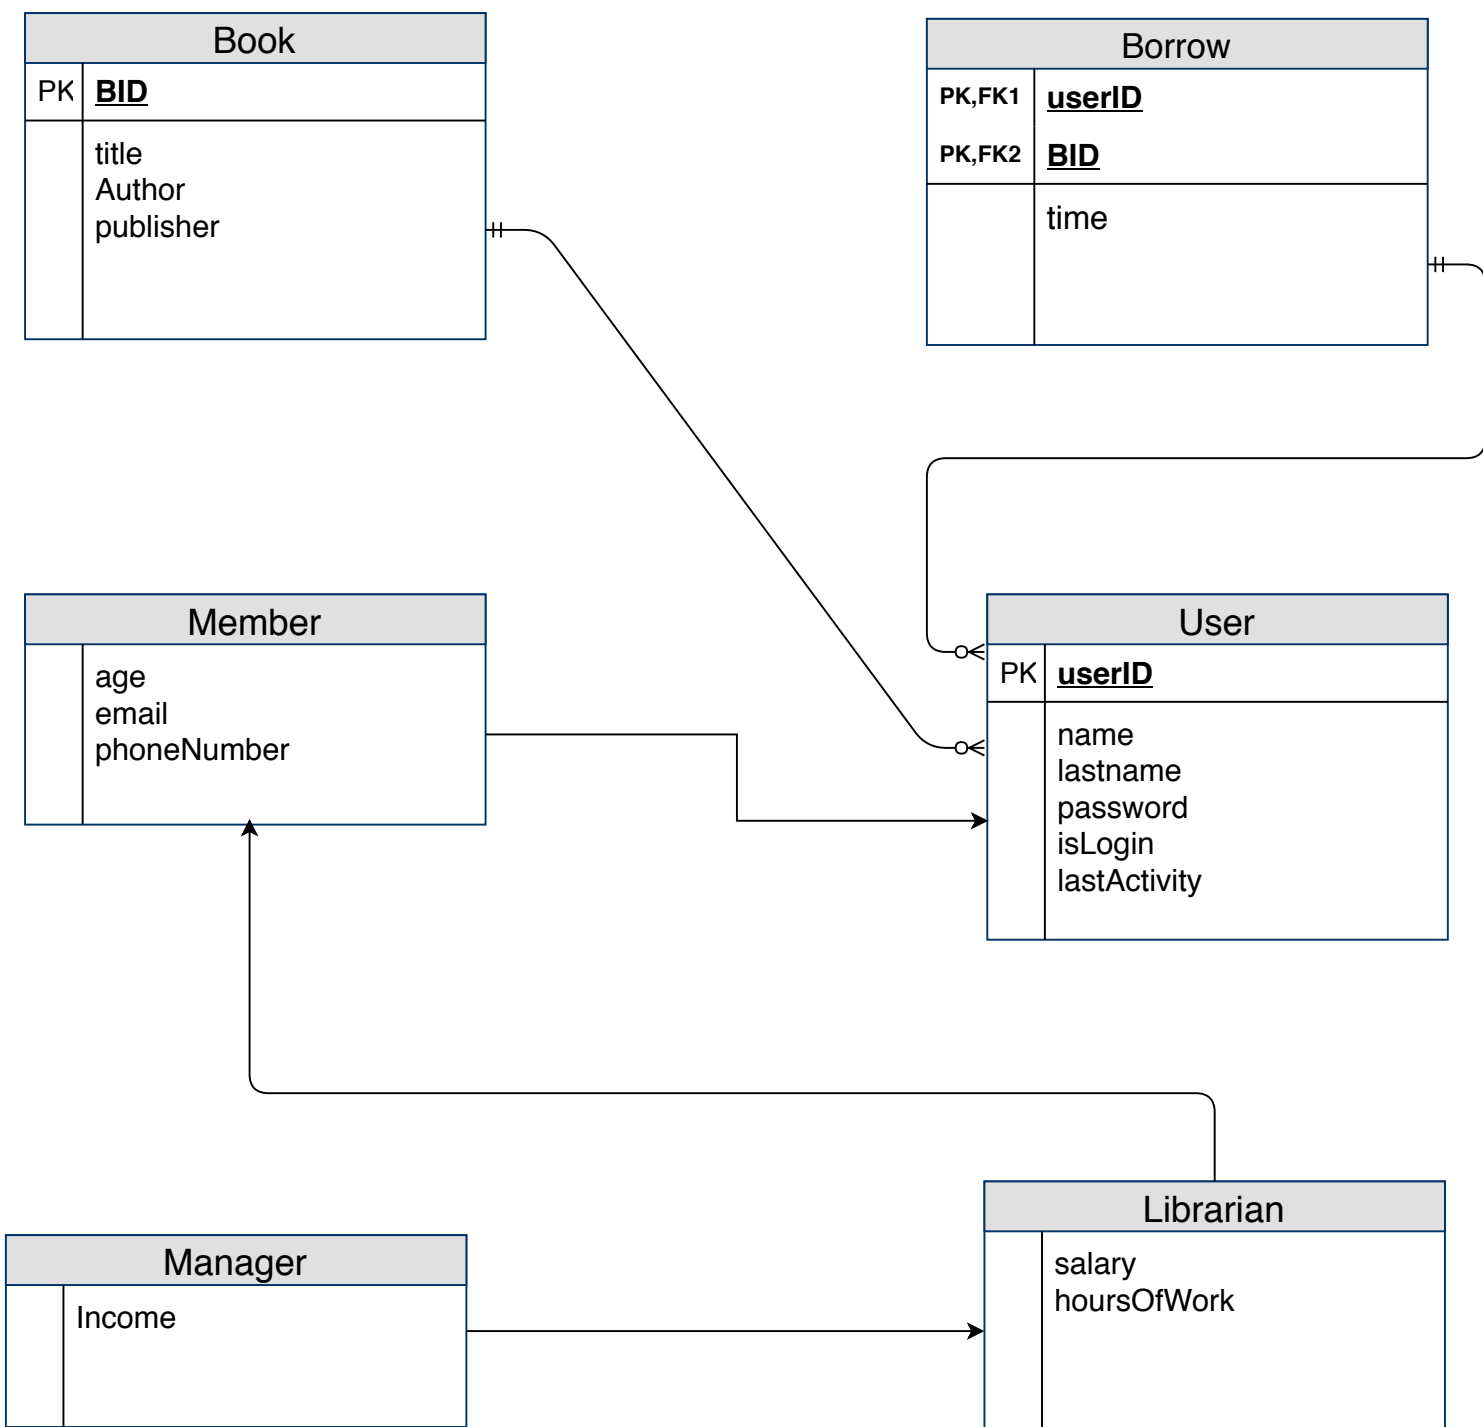 Book
PK BID
title
Author
publisher
Borrow
PK,FK1 userID
PK,FK2 BID
time
Member
age
email
phoneNumber
User
PK userID
name
lastname
password
isLogin
lastActivity
Manager
Income
Librarian
salary
hoursOfWork